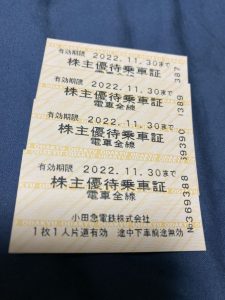 有効期限 2022.11.30まで
株主優待乗車証
387
有効期限 2022.11.30まで
株主優待乗車証
電車全線
389
有効期限 2022.11.30まで
株主優待乗車証
電車全線
390
有効期限 2022.11.30まで
株主優待乗車証
電車全線
小田急電鉄株式会社
1枚1人片道有効 途中下車前途無効
№369388